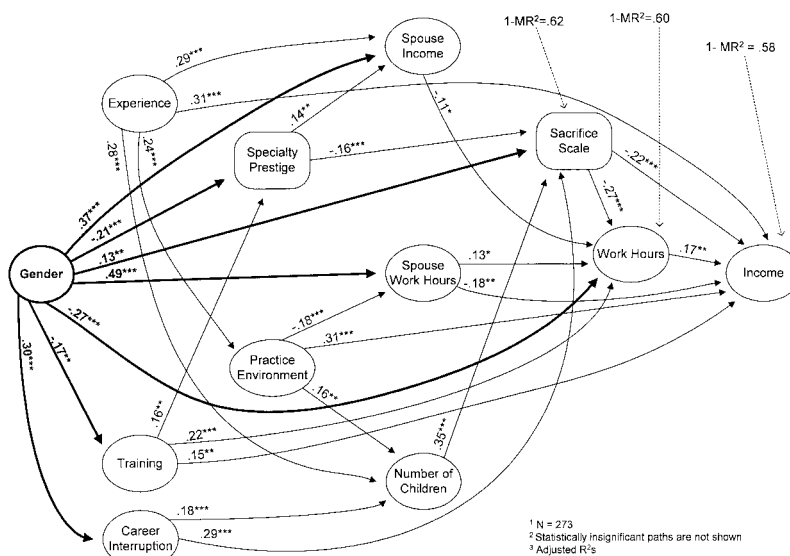 1-MR²=.62
1-MR²=.60
1- MR² = .58
Spouse
Income
.29***
Experience
.31***
-.11*
.14**
Sacrifice
Scale
.28***
.24***
Specialty
Prestige
-.16***
-.22***
-.27***
.37***
-.21***
.13**
.49***
Gender
Spouse
Work Hours
.13*
-.18**
Work Hours
.17**
Income
-.27***
-.18***
.31***
.30***
-.17**
Practice
Environment
.16**
.16**
.35***
.22***
.15**
Training
Number of
Children
.18***
.29***
Career
Interruption
¹ N = 273
² Statistically insignificant paths are not shown
³ Adjusted R²s